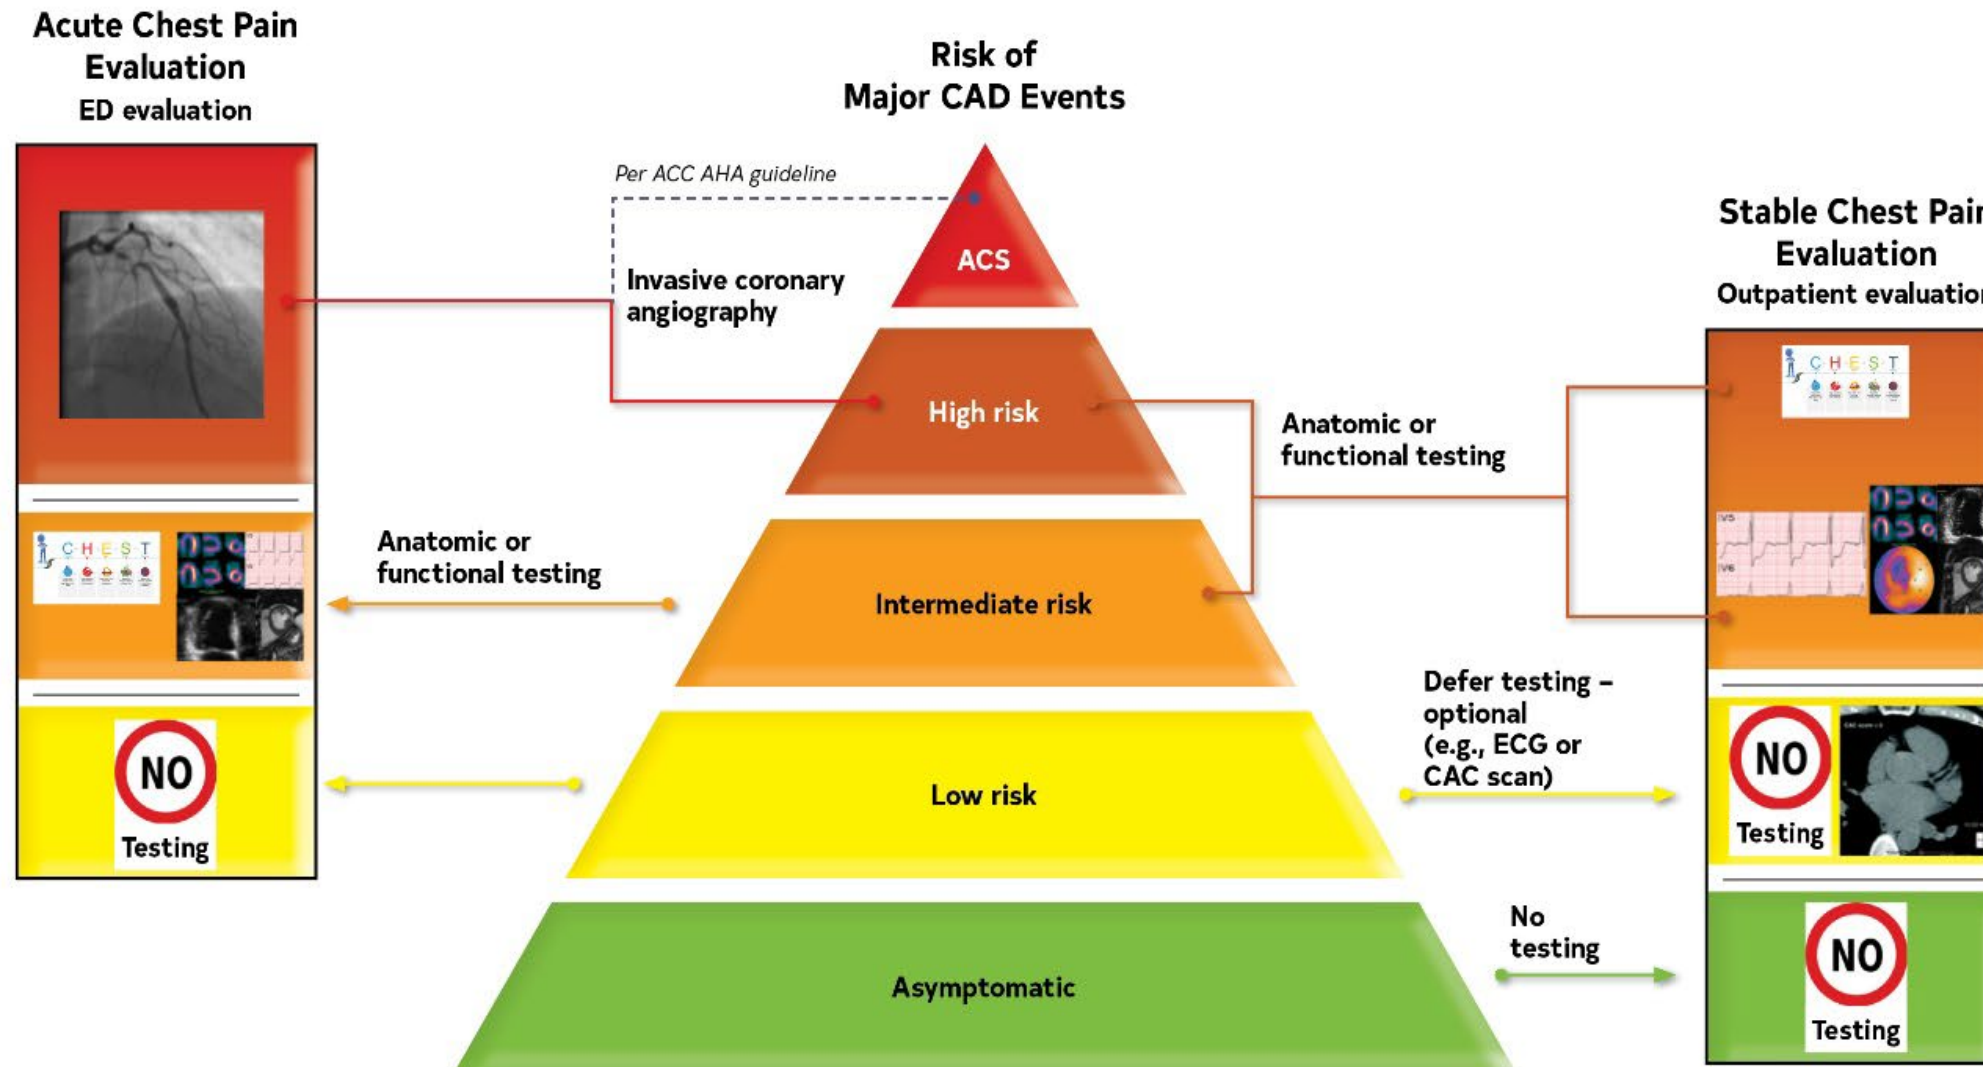 Acute Chest Pain
Evaluation
ED evaluation
Risk of
Major CAD Events
Per ACC AHA guideline
Invasive coronary
angiography
ACS
High risk
Anatomic or
functional testing
Stable Chest Pain
Evaluation
Outpatient evaluation
C H E S T
C H E S T
Anatomic or
functional testing
Intermediate risk
V5
V6
Defer testing –
optional
(e.g., ECG or
CAC scan)
NO
Testing
Low risk
NO
Testing
No
testing
Asymptomatic
NO
Testing